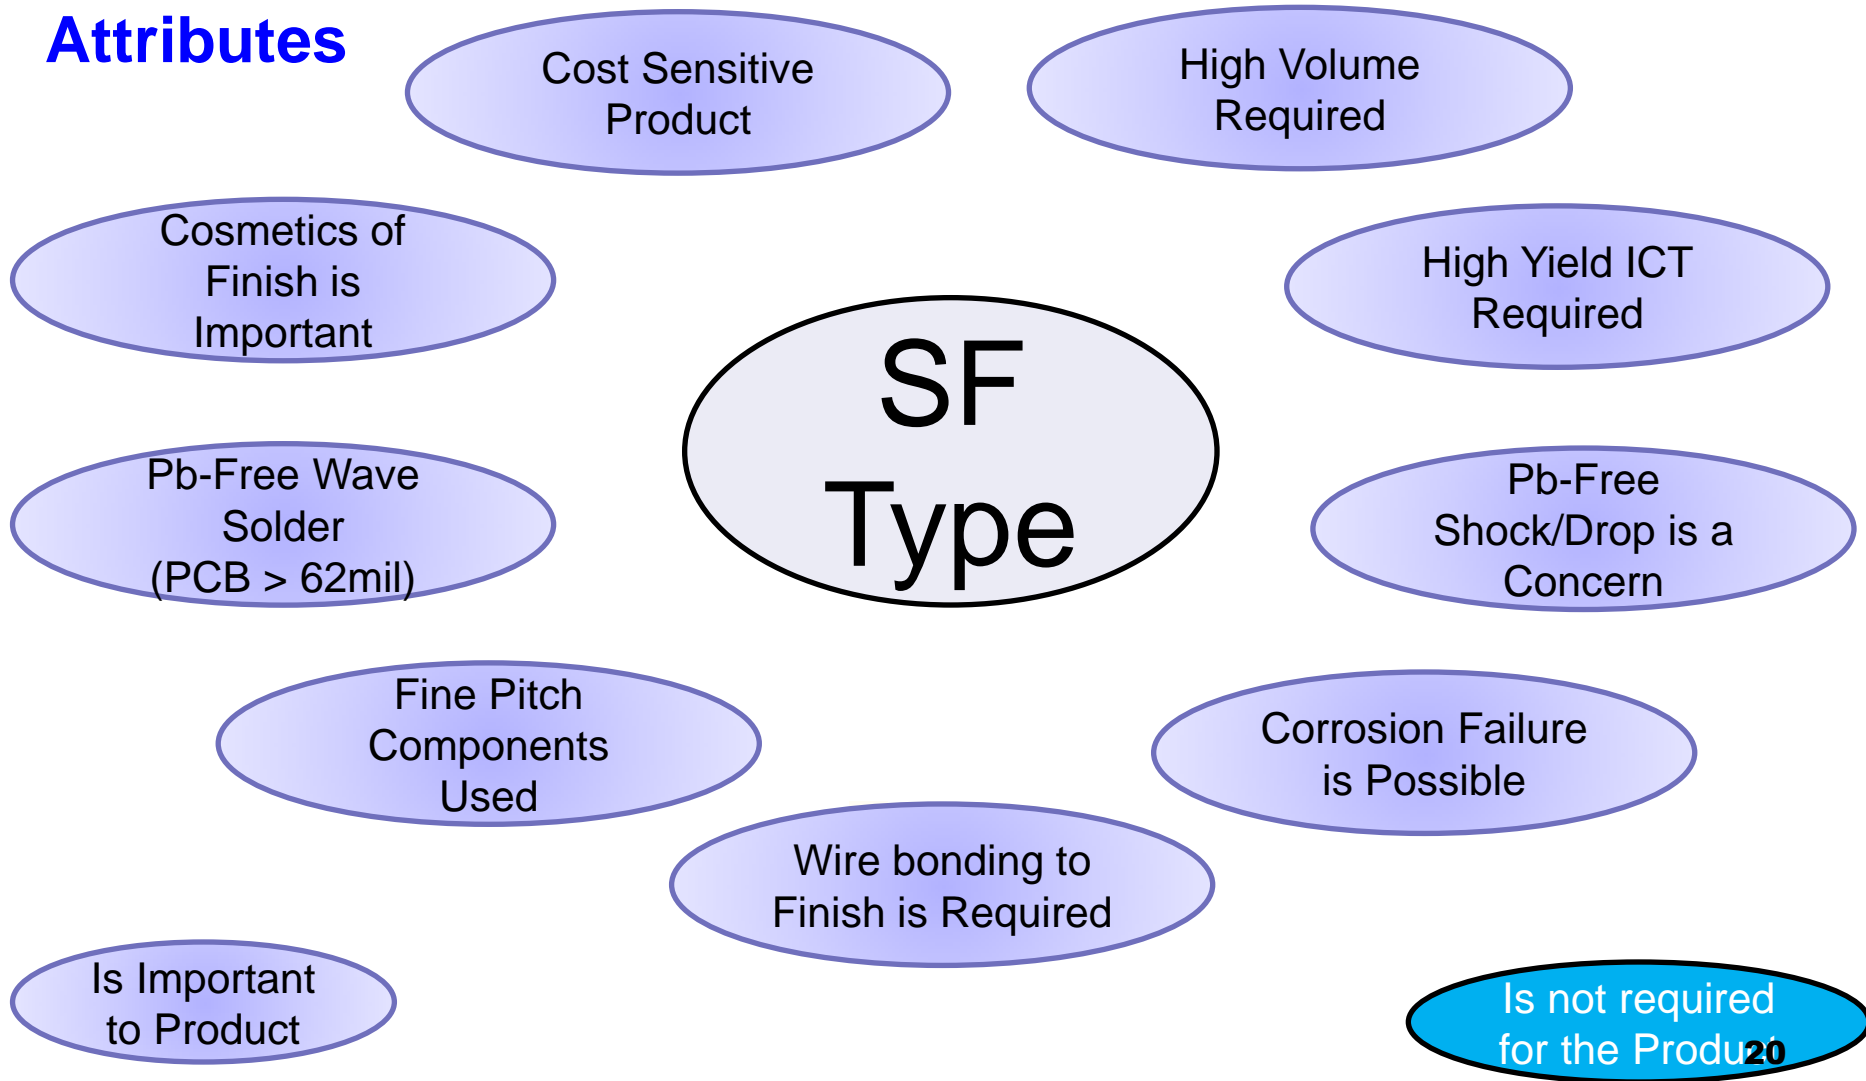 Attributes
Cost Sensitive
Product
High Volume
Required
Cosmetics of
Finish is
Important
High Yield ICT
Required
SF
Type
Pb-Free Wave
Solder
(PCB > 62mil)
Pb-Free
Shock/Drop is a
Concern
Fine Pitch
Components
Used
Corrosion Failure
is Possible
Wire bonding to
Finish is Required
Is Important
to Product
Is not required
for the Product
20